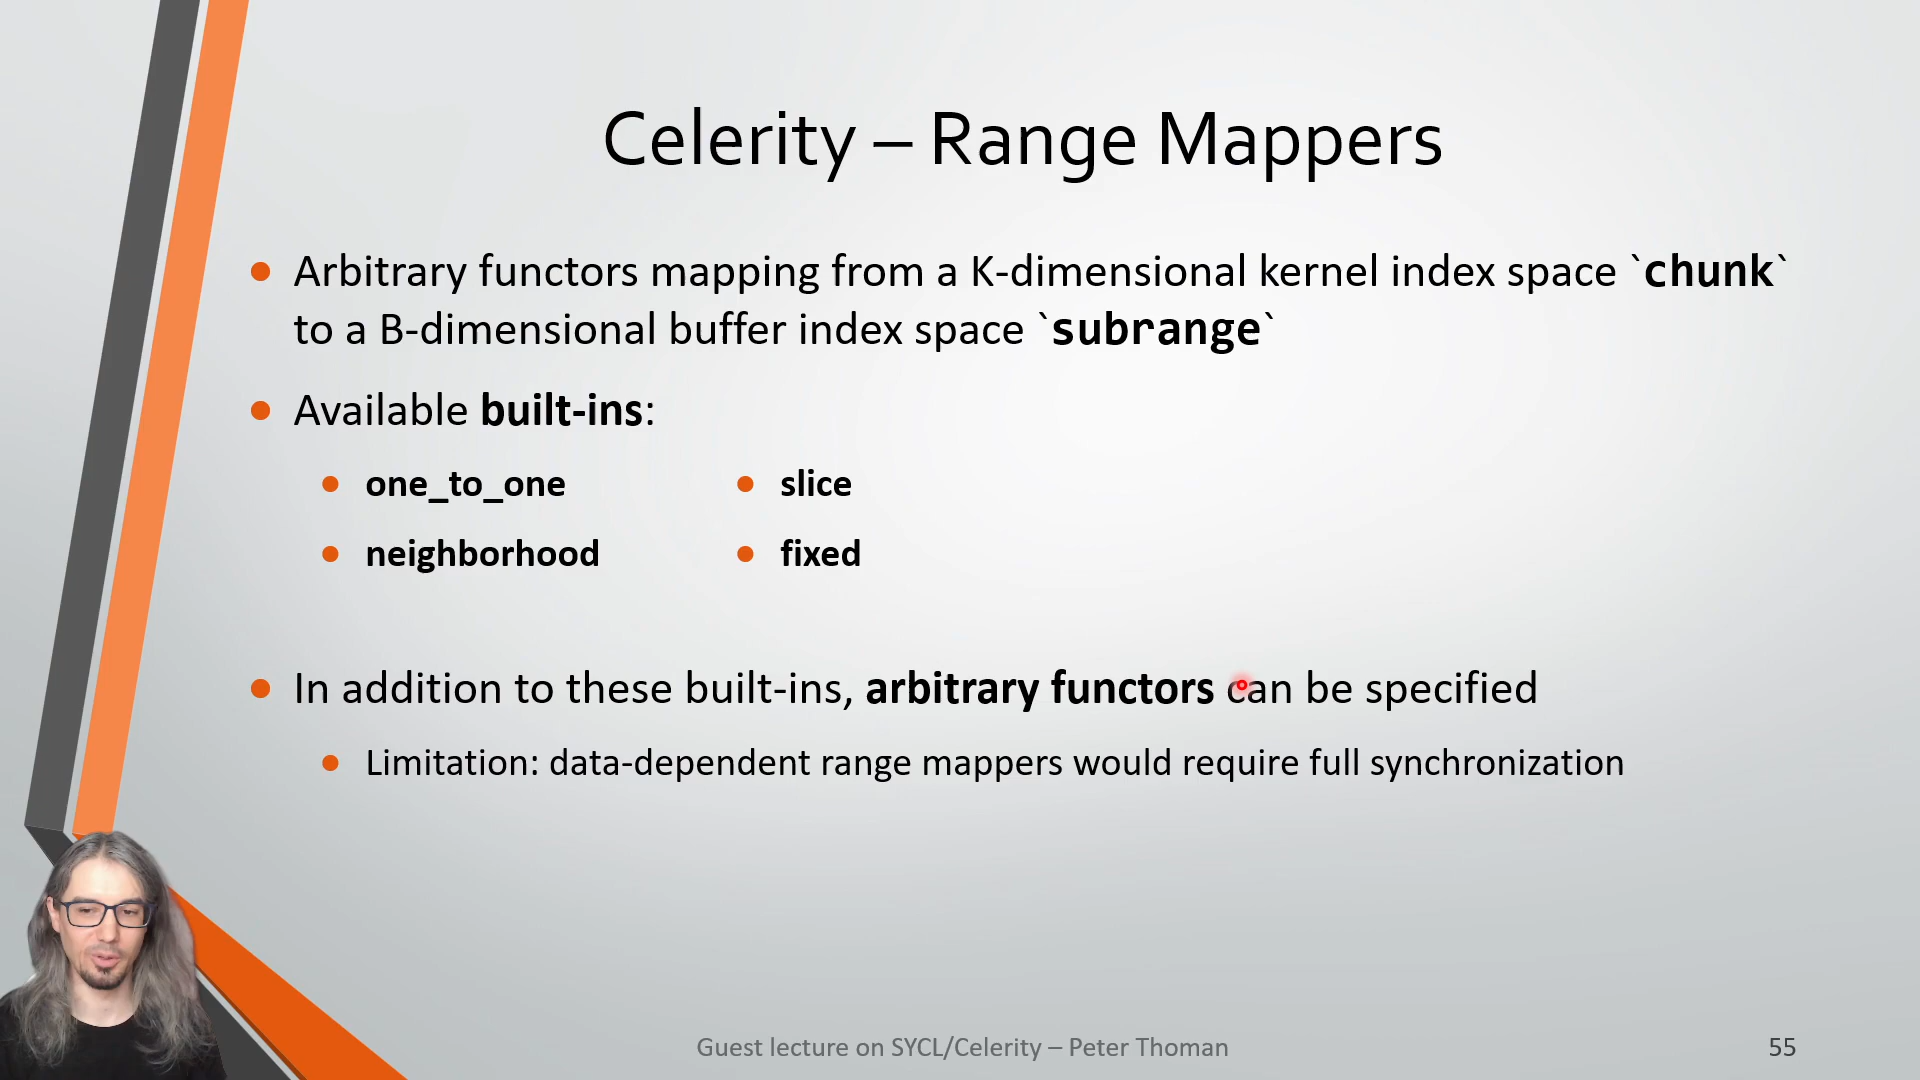 Celerity – Range Mappers
Arbitrary functors mapping from a K-dimensional kernel index space `chunk`
to a B-dimensional buffer index space `subrange`
Available built-ins:
one_to_one
slice
neighborhood
fixed
In addition to these built-ins, arbitrary functors can be specified
Limitation: data-dependent range mappers would require full synchronization
Guest lecture on SYCL/Celerity – Peter Thoman
55